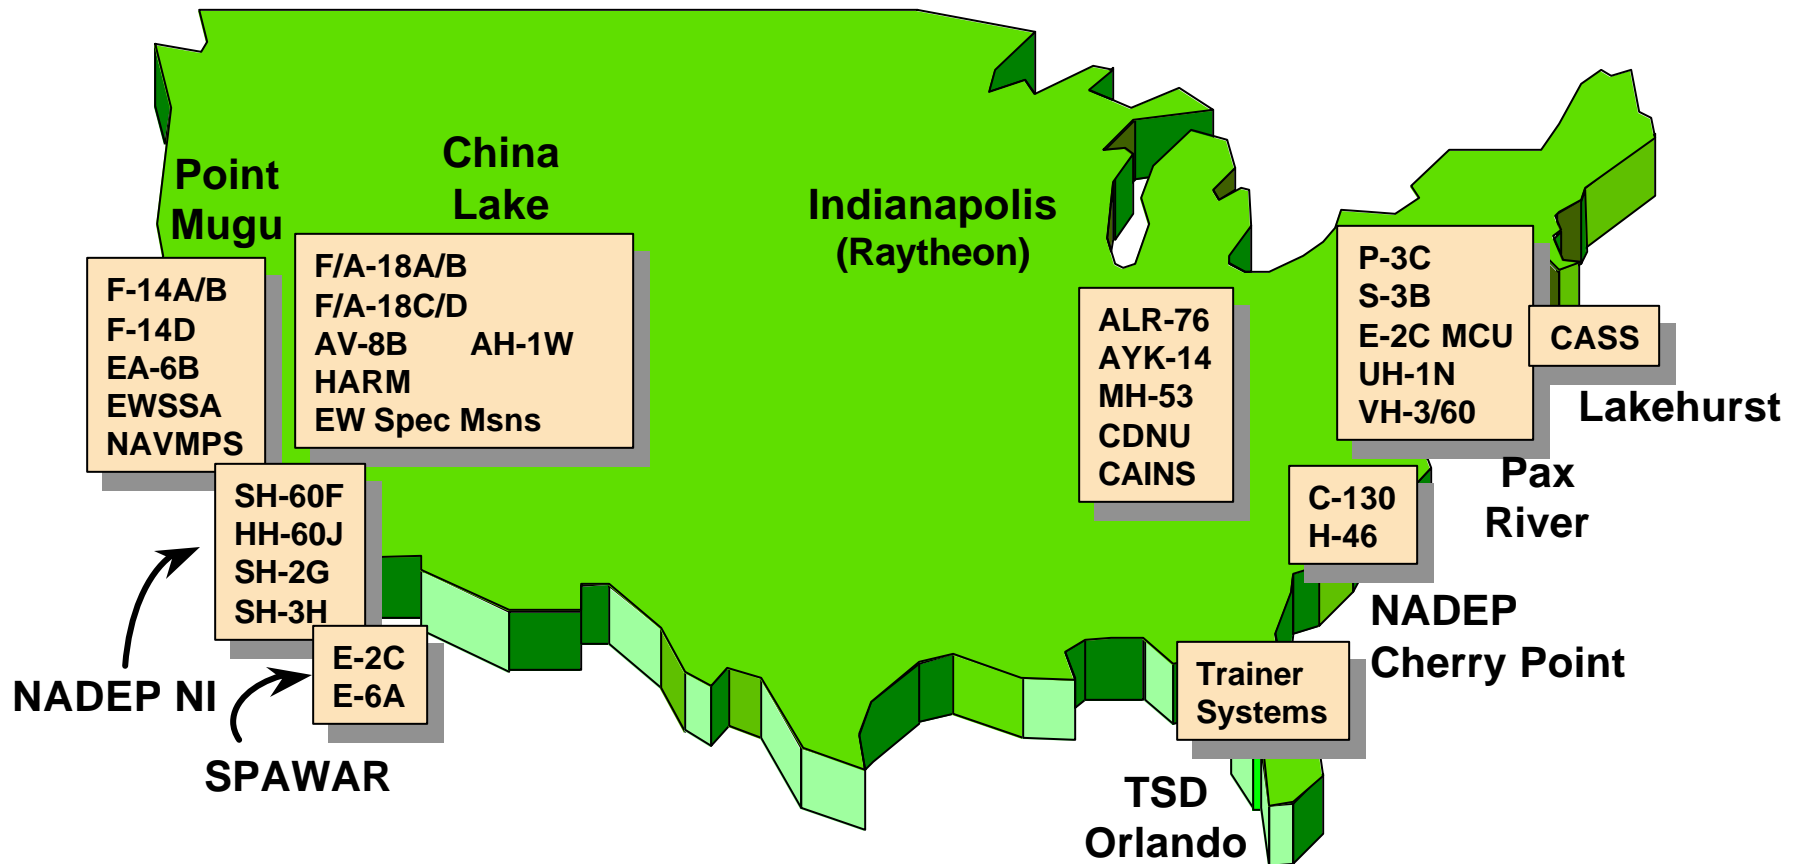 Point
Mugu
F-14A/B
F-14D
EA-6B
EWSSA
NAVMPS
China
Lake
F/A-18A/B
F/A-18C/D
AV-8B AH-1W
HARM
EW Spec Msns
SH-60F
HH-60J
SH-2G
SH-3H
NADEP NI
E-2C
E-6A
SPAWAR
Indianapolis
(Raytheon)
ALR-76
AYK-14
MH-53
CDNU
CAINS
P-3C
S-3B
E-2C MCU
UH-1N
VH-3/60
Pax
River
CASS
Lakehurst
C-130
H-46
NADEP
Cherry Point
Trainer
Systems
TSD
Orlando